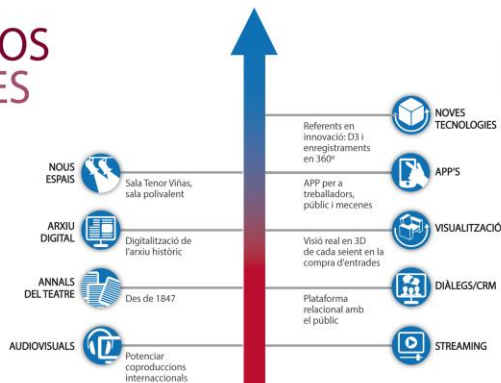 OS
ES
NOVES
TECNOLOGIES
Referents en
innovació: D3 i
enregistraments
en 360º
NOUS
ESPAIS
Sala Tenor Viñas,
sala polivalent
APP'S
APP per a
treballadors,
públic i mecenes
ARXIU
DIGITAL
Digitalització de
l'arxiu històric
VISUALITZACIÓ
Visió real en 3D
de cada seient en la
compra d'entrades
ANNALS
DEL TEATRE
Des de 1847
DIÀLEGS/CRM
Plataforma
relacional amb
el públic
AUDIOVISUALS
Potenciar
coproduccions
internaccionals
STREAMING